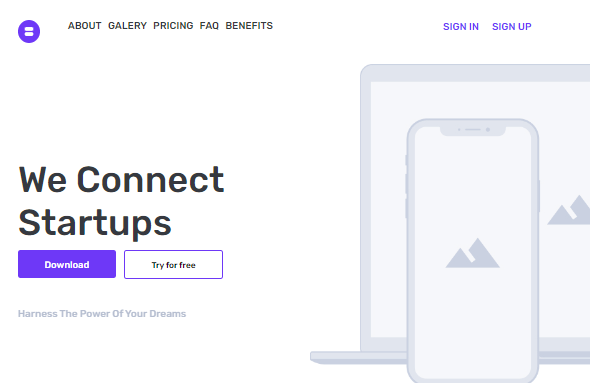 ABOUT GALERY PRICING FAQ BENEFITS SIGN IN SIGN UP
We Connect
Startups
Download Try for free
Harness The Power Of Your Dreams